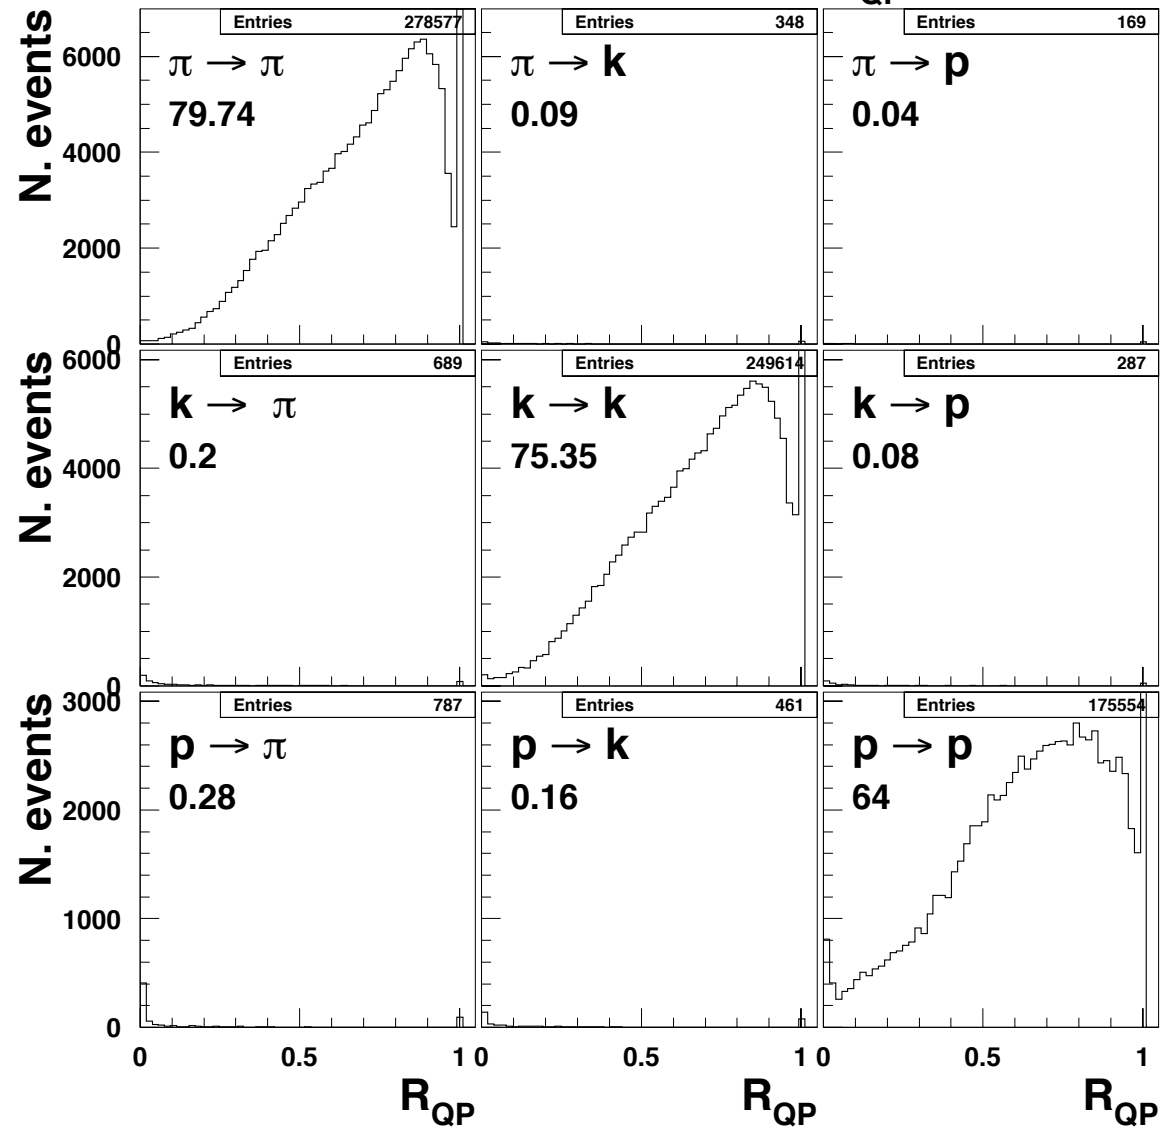 QP
Entries 278577
Entries 348
Entries 169
N. events
6000
4000
2000
0
π → π
79.74
π → k
0.09
π → p
0.04
Entries 689
Entries 249614
Entries 287
N. events
6000
4000
2000
0
k → π
0.2
k → k
75.35
k → p
0.08
Entries 787
Entries 461
Entries 175554
N. events
3000
2000
1000
0
p → π
0.28
p → k
0.16
p → p
64
0 0.5 1 0 0.5 1 0 0.5 1
R_QP R_QP R_QP